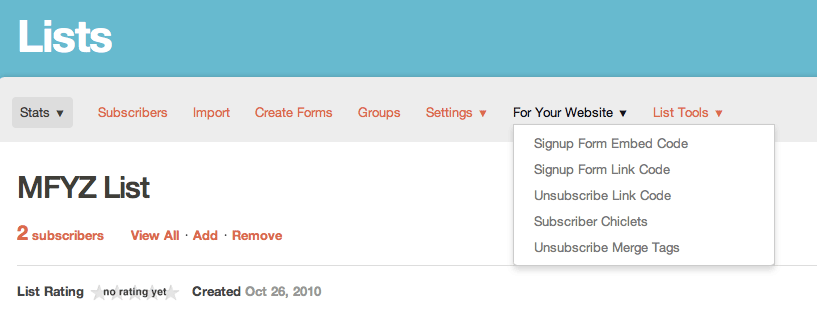 Lists
Stats ▼ Subscribers Import Create Forms Groups Settings ▼ For Your Website ▼ List Tools ▼
Signup Form Embed Code
Signup Form Link Code
Unsubscribe Link Code
Subscriber Chiclets
Unsubscribe Merge Tags
MFYZ List
2 subscribers View All · Add · Remove
List Rating no rating yet Created Oct 26, 2010